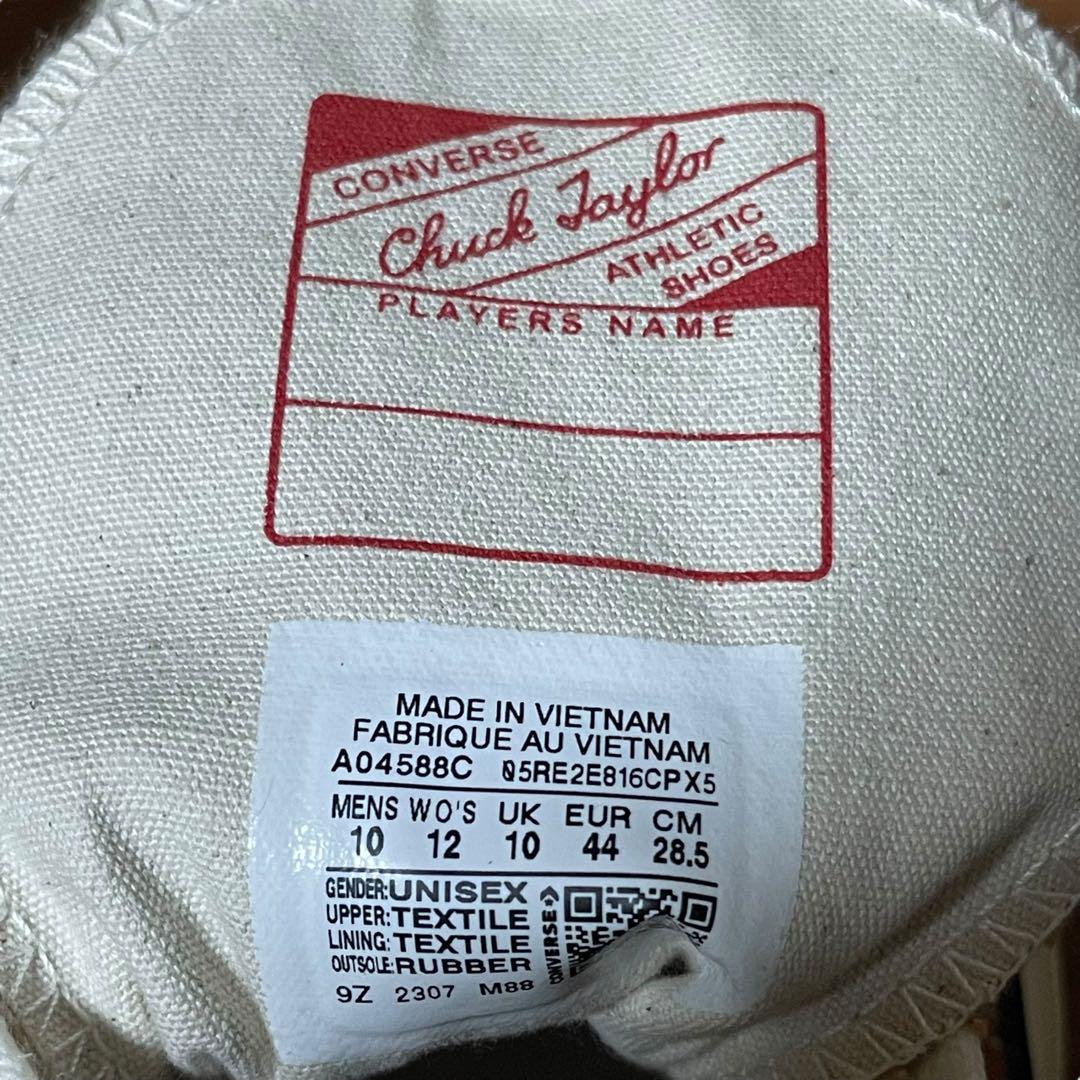 CONVERSE
Chuck Taylor
ATHLETIC
SHOES
PLAYERS NAME
MADE IN VIETNAM
FABRIQUE AU VIETNAM
A04588C 05RE2E816CPX5
MENS WO'S UK EUR CM
10 12 10 44 28.5
GENDER:UNISEX
UPPER:TEXTILE
LINING:TEXTILE
OUTSOLE:RUBBER
9Z 2307 M88
CONVERSE